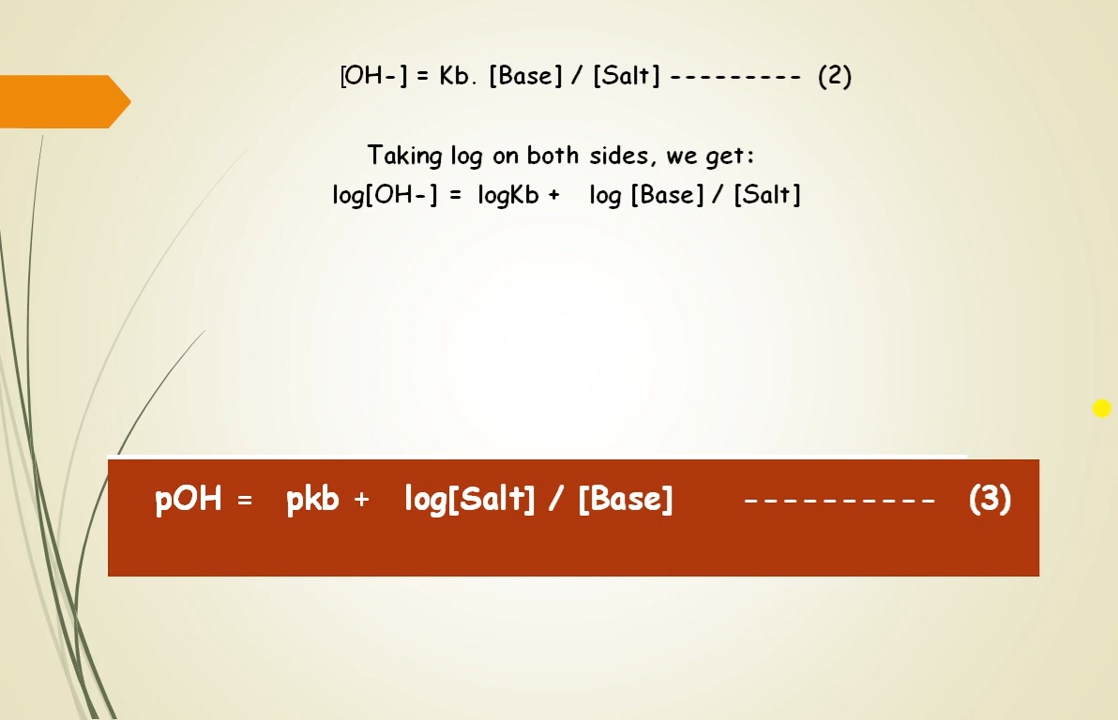 [OH-] = Kb. [Base] / [Salt] --------- (2)
Taking log on both sides, we get:
log[OH-] = logKb + log [Base] / [Salt]
pOH = pkb + log[Salt] / [Base] ---------- (3)